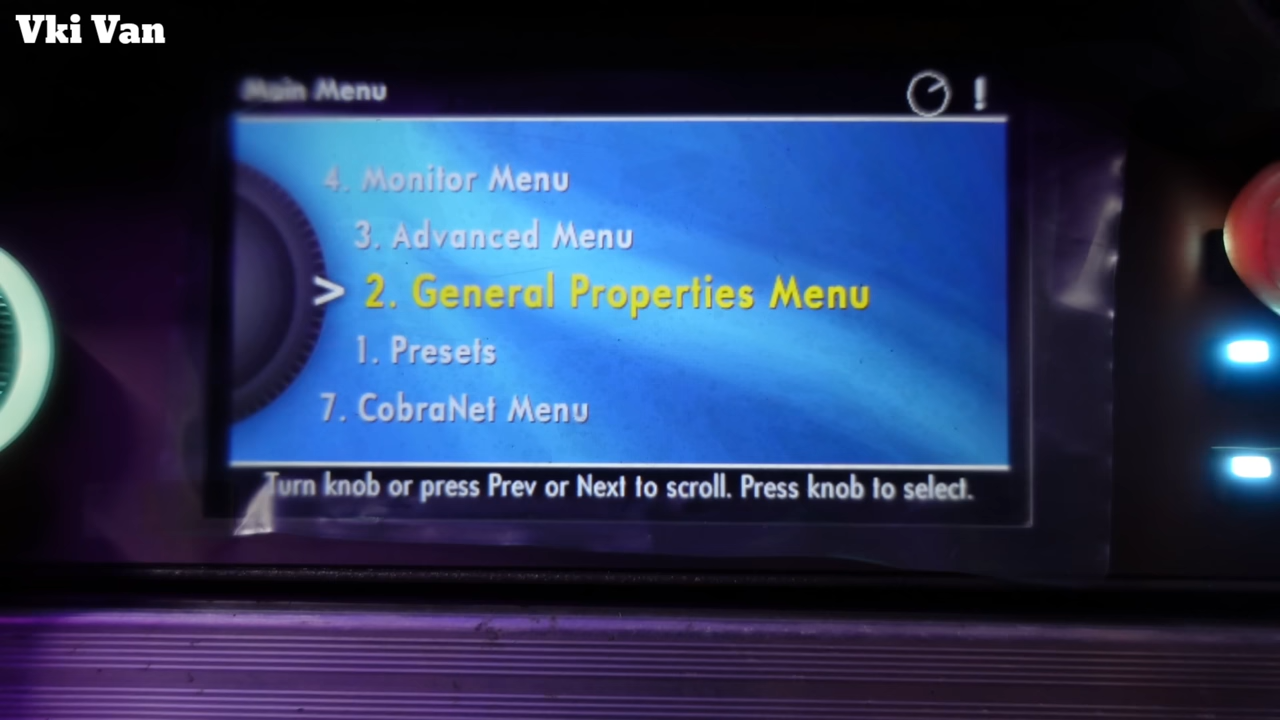 Vki Van
Main Menu
!
4. Monitor Menu
3. Advanced Menu
> 2. General Properties Menu
1. Presets
7. CobraNet Menu
Turn knob or press Prev or Next to scroll. Press knob to select.